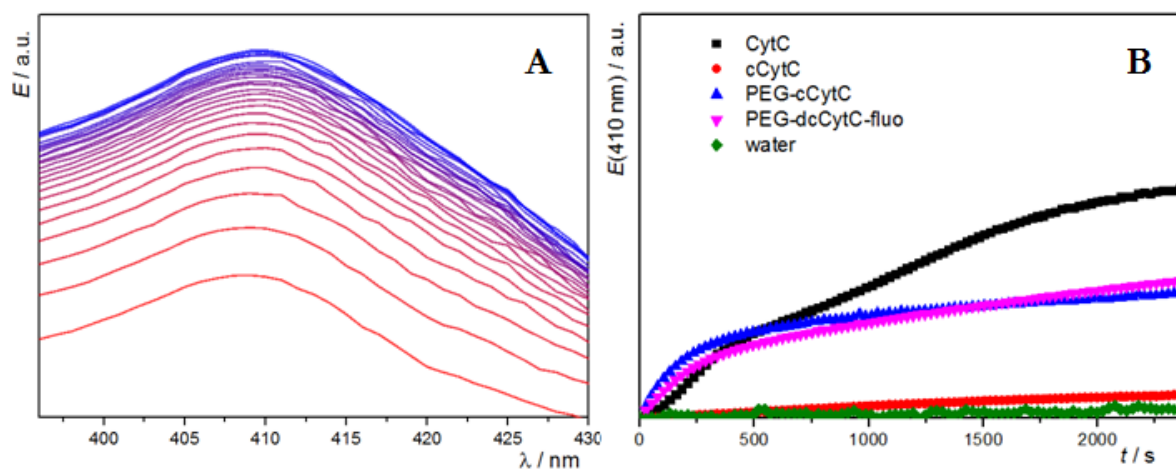 E / a.u.
A
400 405 410 415 420 425 430
λ / nm
E(410 nm) / a.u.
B
CytC
cCytC
PEG-cCytC
PEG-dcCytC-fluo
water
0 500 1000 1500 2000
t / s